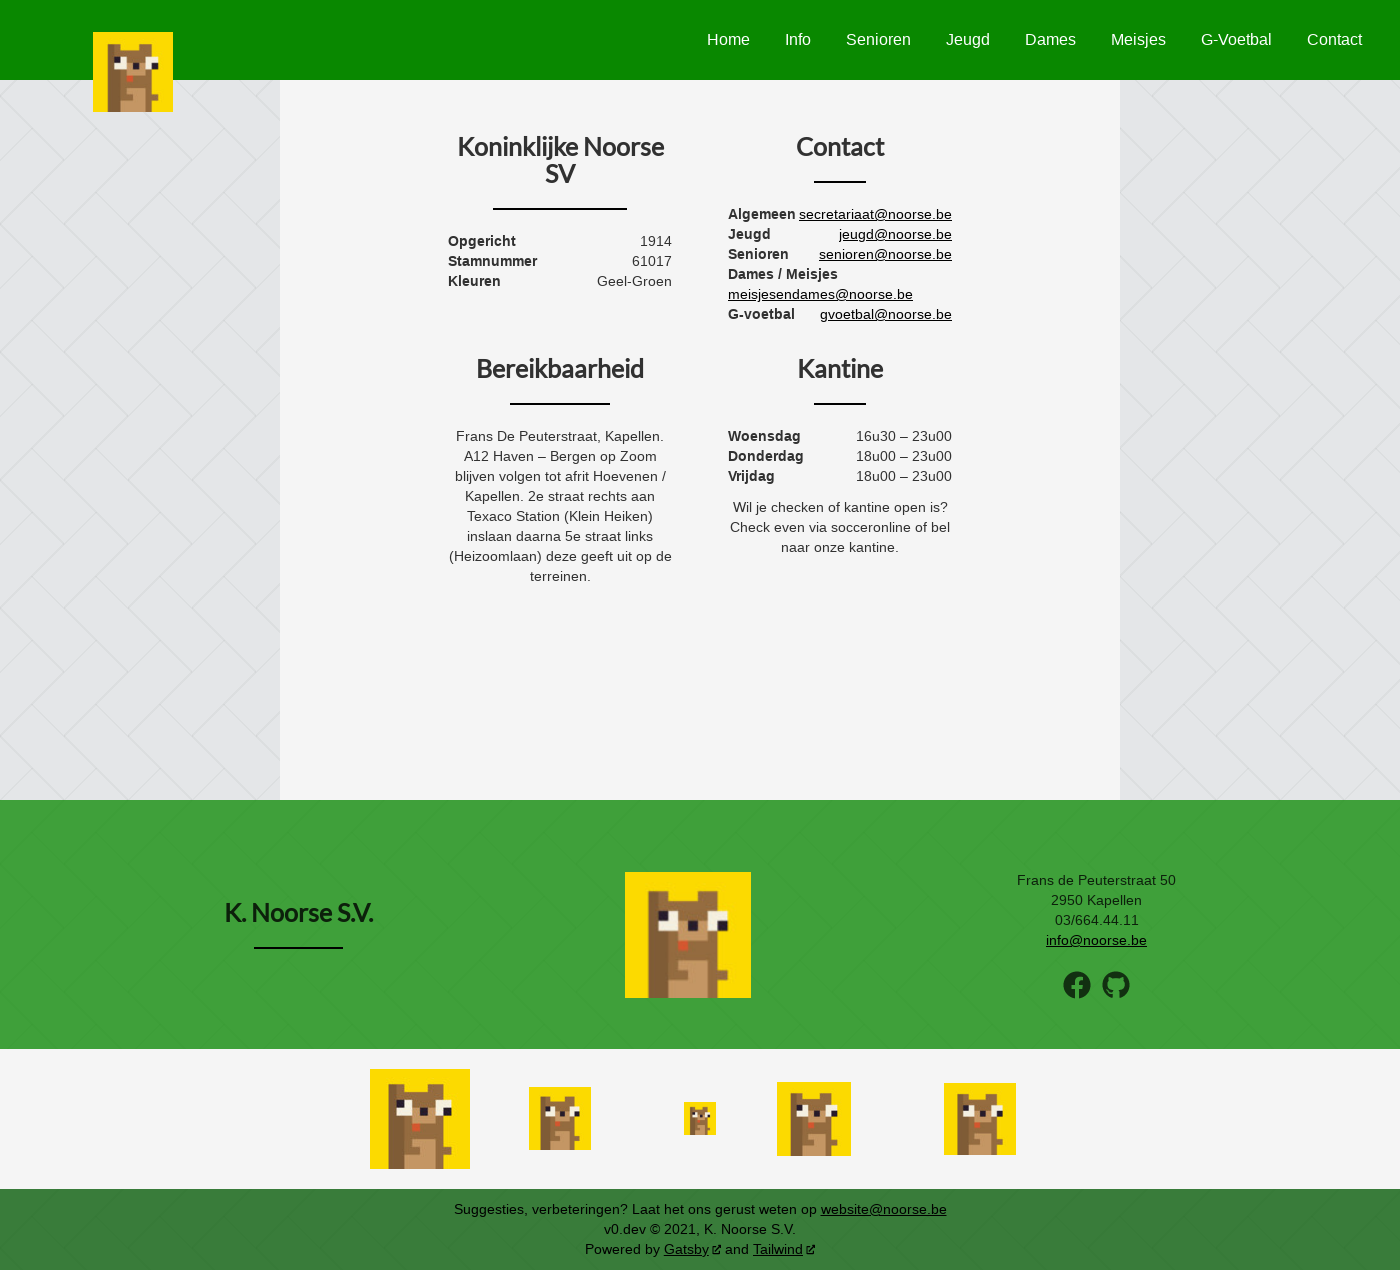 Home Info Senioren Jeugd Dames Meisjes G-Voetbal Contact
Koninklijke Noorse
SV
Opgericht 1914
Stamnummer 61017
Kleuren Geel-Groen
Contact
Algemeen secretariaat@noorse.be
Jeugd jeugd@noorse.be
Senioren senioren@noorse.be
Dames / Meisjes
meisjesendames@noorse.be
G-voetbal gvoetbal@noorse.be
Bereikbaarheid
Frans De Peuterstraat, Kapellen.
A12 Haven – Bergen op Zoom
blijven volgen tot afrit Hoevenen /
Kapellen. 2e straat rechts aan
Texaco Station (Klein Heiken)
inslaan daarna 5e straat links
(Heizoomlaan) deze geeft uit op de
terreinen.
Kantine
Woensdag 16u30 – 23u00
Donderdag 18u00 – 23u00
Vrijdag 18u00 – 23u00
Wil je checken of kantine open is?
Check even via socceronline of bel
naar onze kantine.
K. Noorse S.V.
Frans de Peuterstraat 50
2950 Kapellen
03/664.44.11
info@noorse.be
Suggesties, verbeteringen? Laat het ons gerust weten op website@noorse.be
v0.dev © 2021, K. Noorse S.V.
Powered by Gatsby and Tailwind